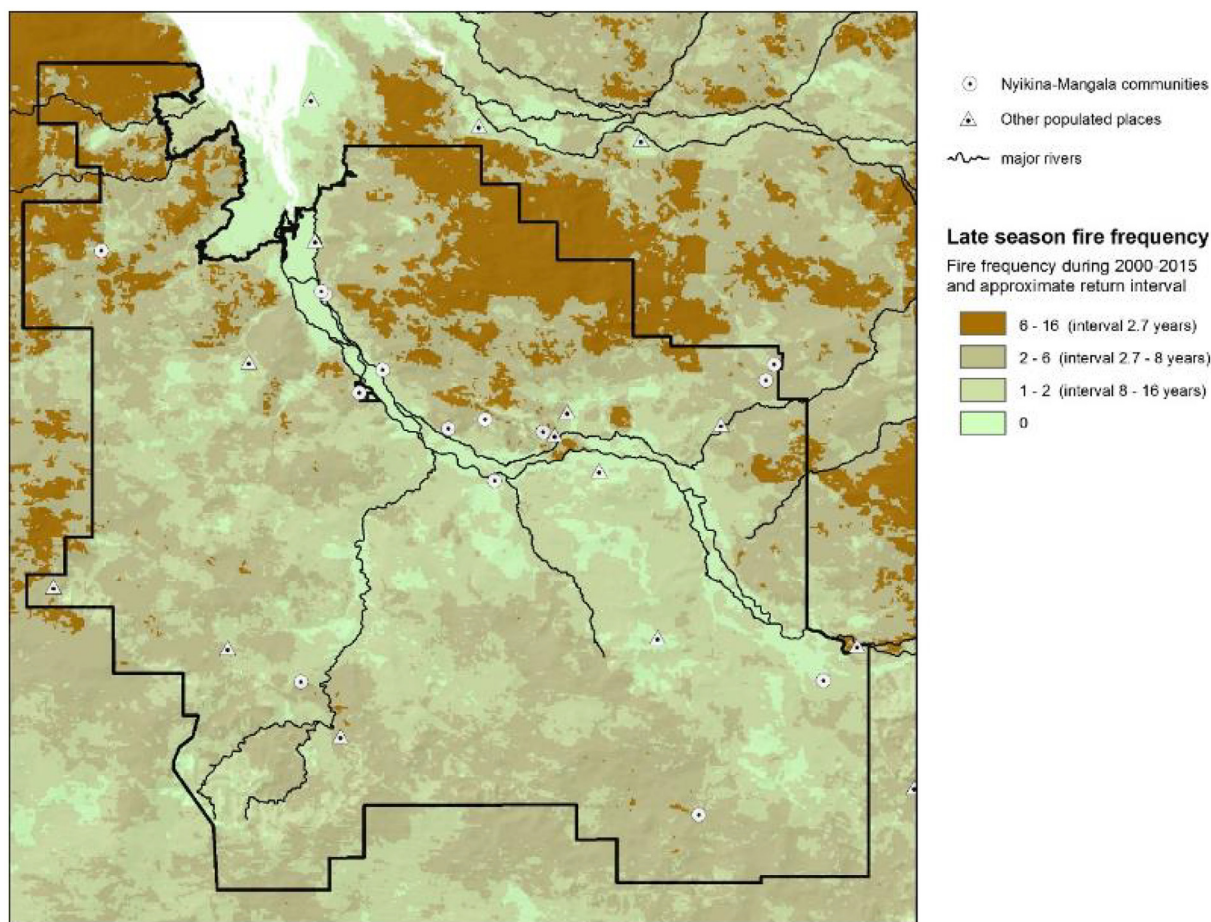 Nyikina-Mangala communities
Other populated places
major rivers
Late season fire frequency
Fire frequency during 2000-2015
and approximate return interval
6 - 16 (interval 2.7 years)
2 - 6 (interval 2.7 - 8 years)
1 - 2 (interval 8 - 16 years)
0